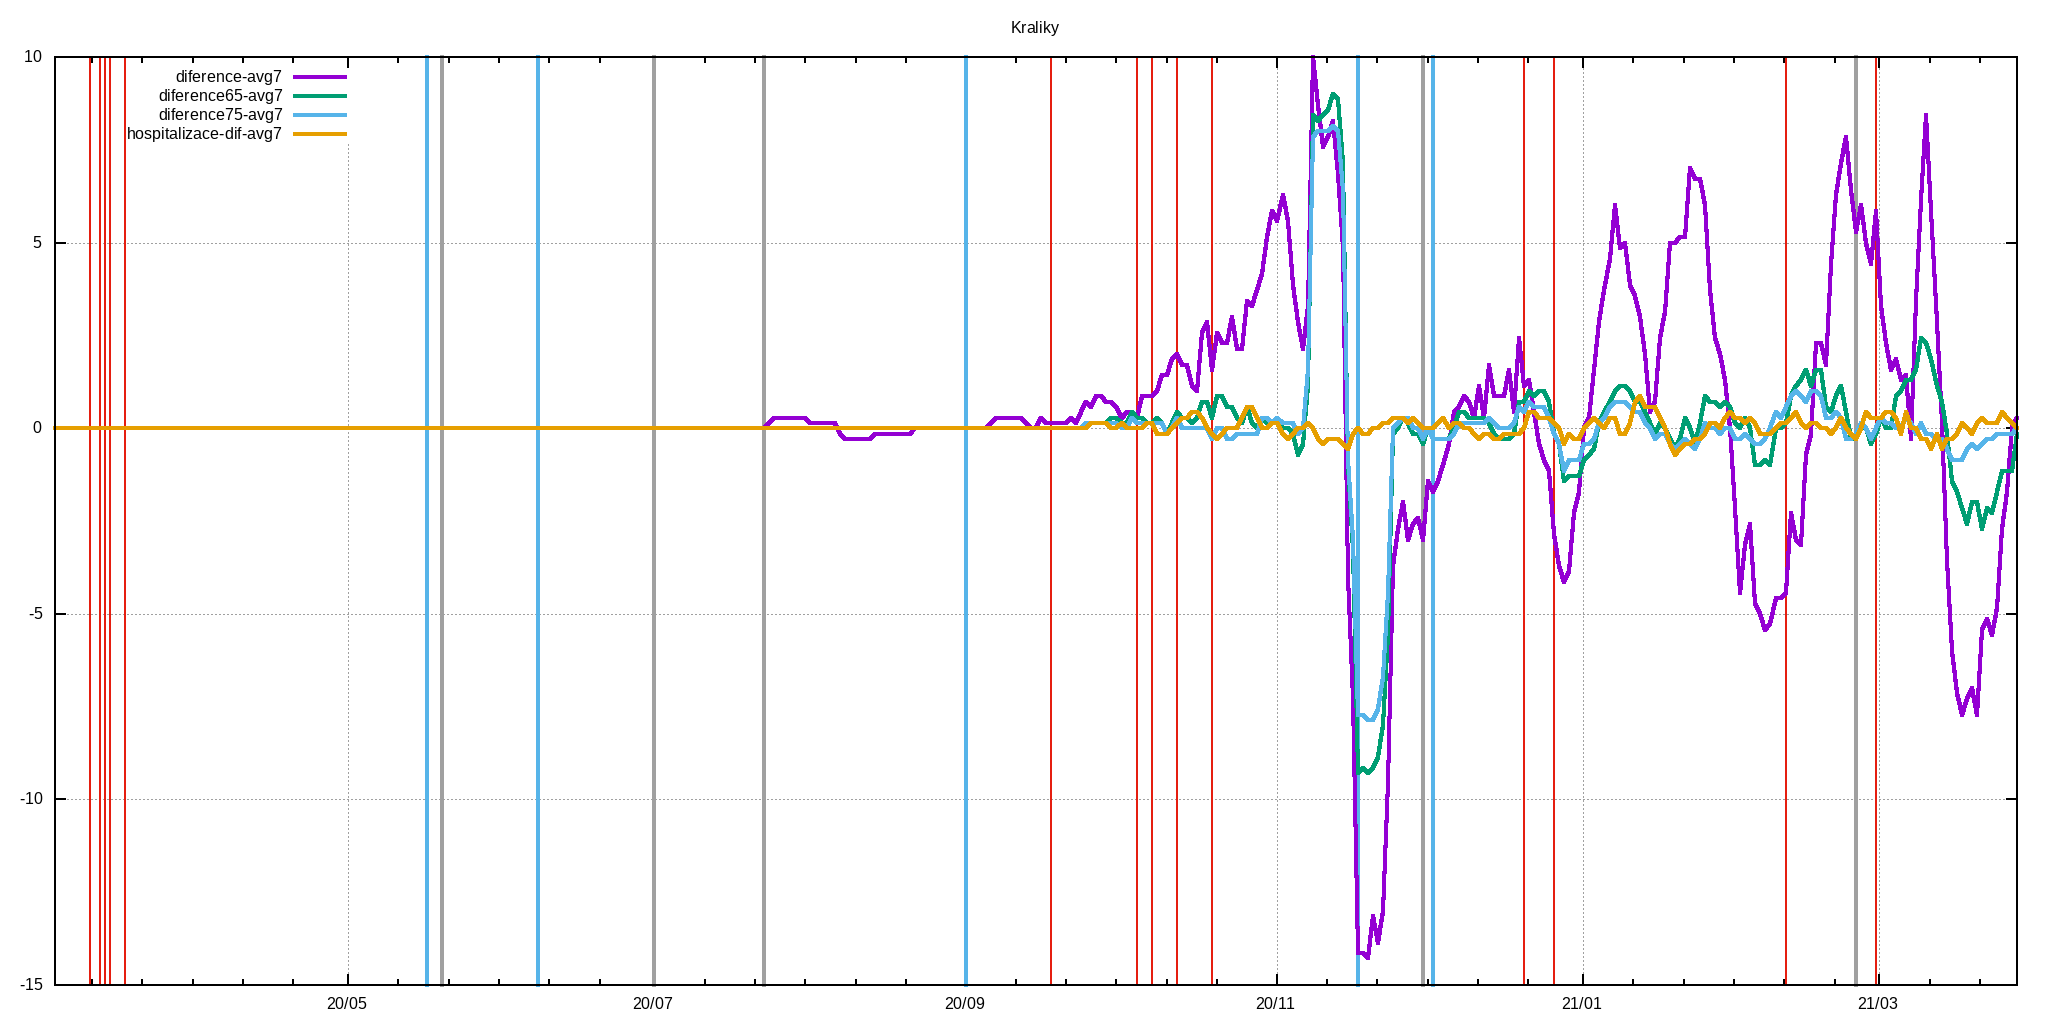 Kraliky
10
diference-avg7
diference65-avg7
diference75-avg7
hospitalizace-dif-avg7
5
0
-5
-10
-15
20/05 20/07 20/09 20/11 21/01 21/03